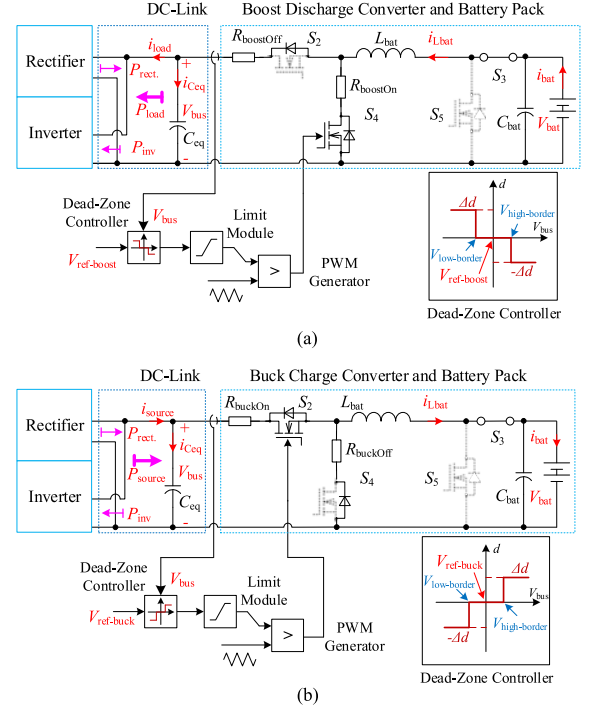 DC-Link
Boost Discharge Converter and Battery Pack
Rectifier
Inverter
i_load
P_rect.
P_load
P_inv
+
i_Ceq
V_bus
C_eq
-
R_boostOff
S_2
R_boostOn
S_4
L_bat
i_Lbat
S_3
S_5
C_bat
i_bat
V_bat
Dead-Zone
Controller
V_bus
V_ref-boost
Limit
Module
>
PWM
Generator
d
Δd
V_high-border
V_bus
V_low-border
V_ref-boost
-Δd
Dead-Zone Controller
(a)
DC-Link
Buck Charge Converter and Battery Pack
Rectifier
Inverter
i_source
P_rect.
P_source
P_inv
+
i_Ceq
V_bus
C_eq
-
R_buckOn
S_2
R_buckOff
S_4
L_bat
i_Lbat
S_3
S_5
C_bat
i_bat
V_bat
Dead-Zone
Controller
V_bus
V_ref-buck
Limit
Module
>
PWM
Generator
d
V_ref-buck
Δd
V_low-border
V_bus
-Δd
V_high-border
Dead-Zone Controller
(b)